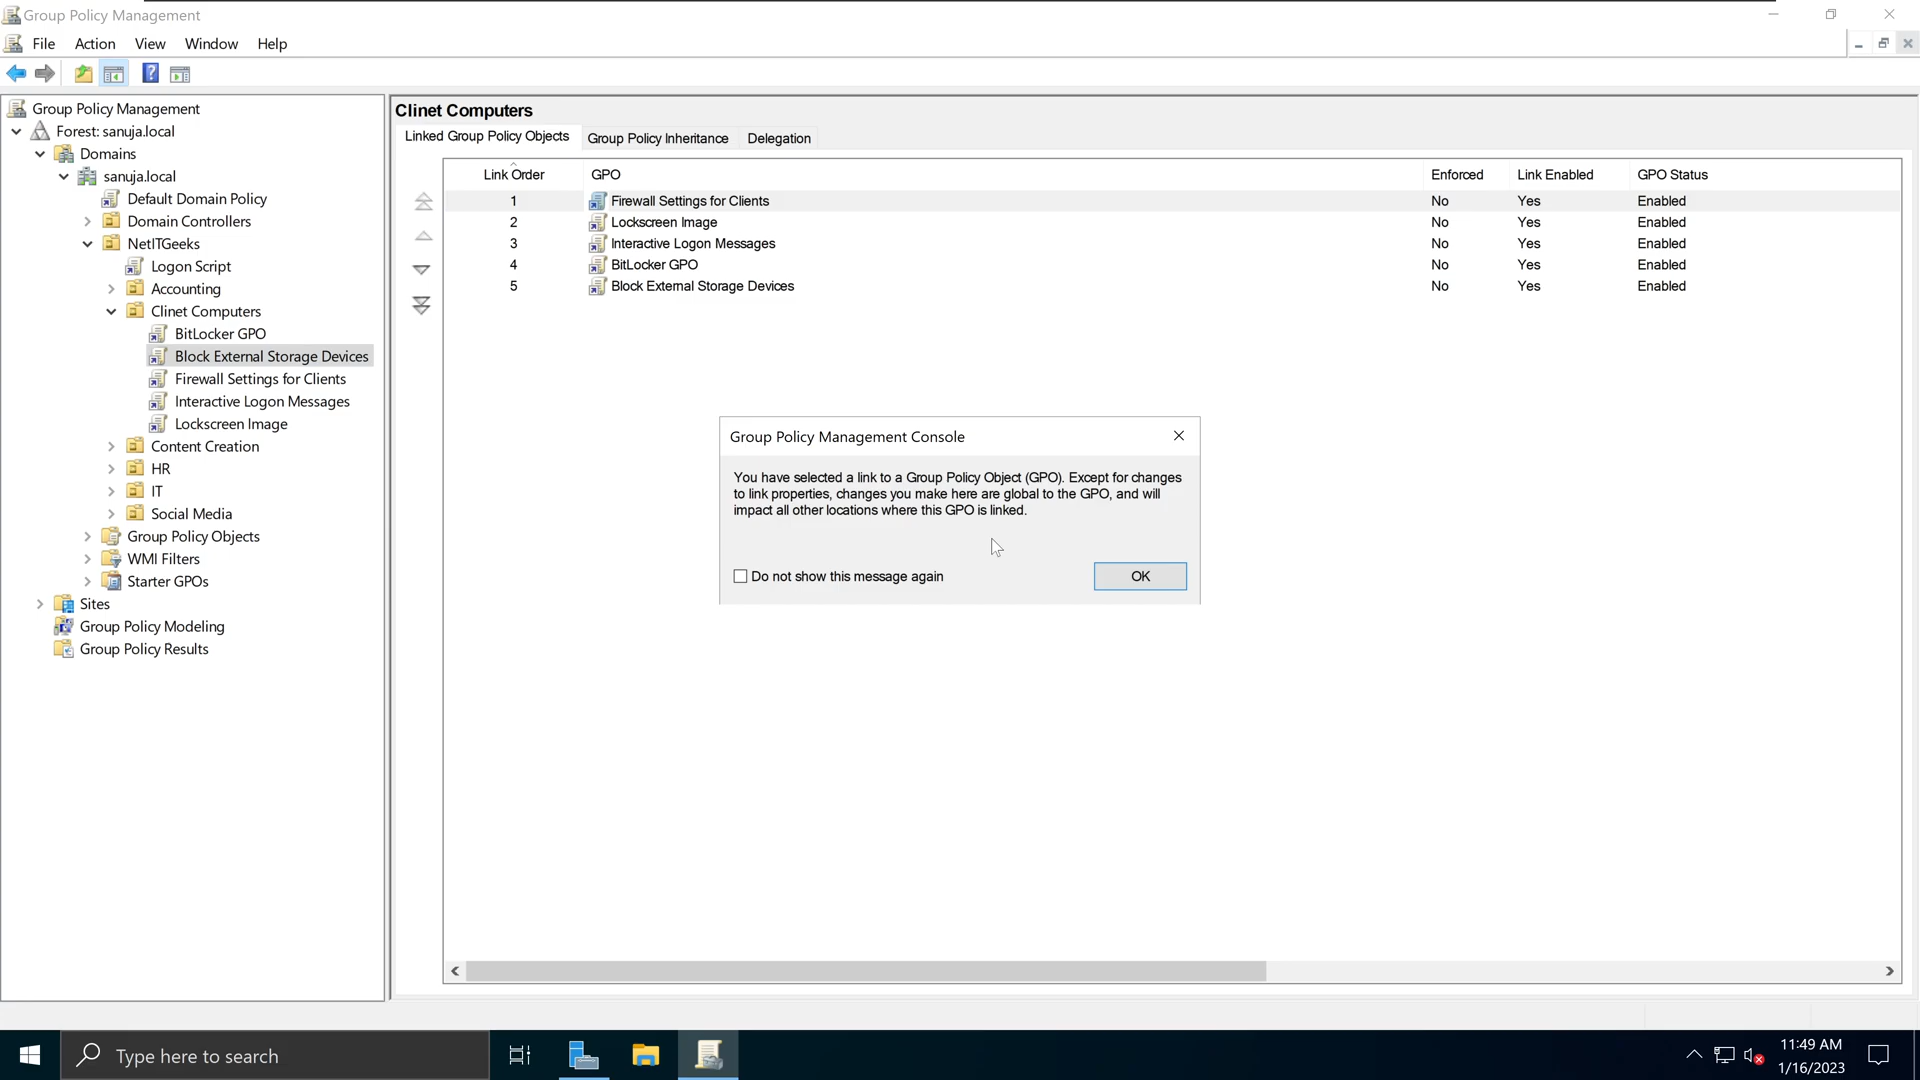 Group Policy Management
File Action View Window Help
Group Policy Management
Forest: sanuja.local
Domains
sanuja.local
Default Domain Policy
Domain Controllers
NetITGeeks
Logon Script
Accounting
Clinet Computers
BitLocker GPO
Block External Storage Devices
Firewall Settings for Clients
Interactive Logon Messages
Lockscreen Image
Content Creation
HR
IT
Social Media
Group Policy Objects
WMI Filters
Starter GPOs
Sites
Group Policy Modeling
Group Policy Results
Clinet Computers
Linked Group Policy Objects Group Policy Inheritance Delegation
Link Order GPO Enforced Link Enabled GPO Status
1 Firewall Settings for Clients No Yes Enabled
2 Lockscreen Image No Yes Enabled
3 Interactive Logon Messages No Yes Enabled
4 BitLocker GPO No Yes Enabled
5 Block External Storage Devices No Yes Enabled
Group Policy Management Console
You have selected a link to a Group Policy Object (GPO). Except for changes
to link properties, changes you make here are global to the GPO, and will
impact all other locations where this GPO is linked.
Do not show this message again OK
Type here to search
11:49 AM
1/16/2023